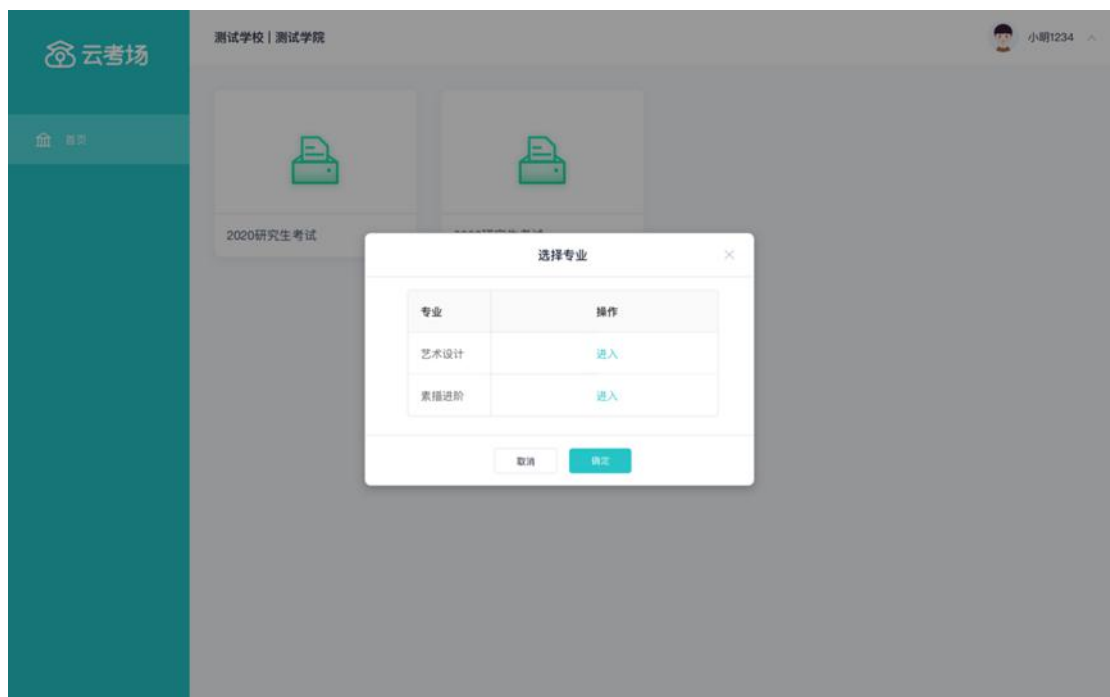 云考场
测试学校 | 测试学院
小明1234
首页
2020研究生考试
选择专业
专业 操作
艺术设计 进入
素描进阶 进入
取消 确定